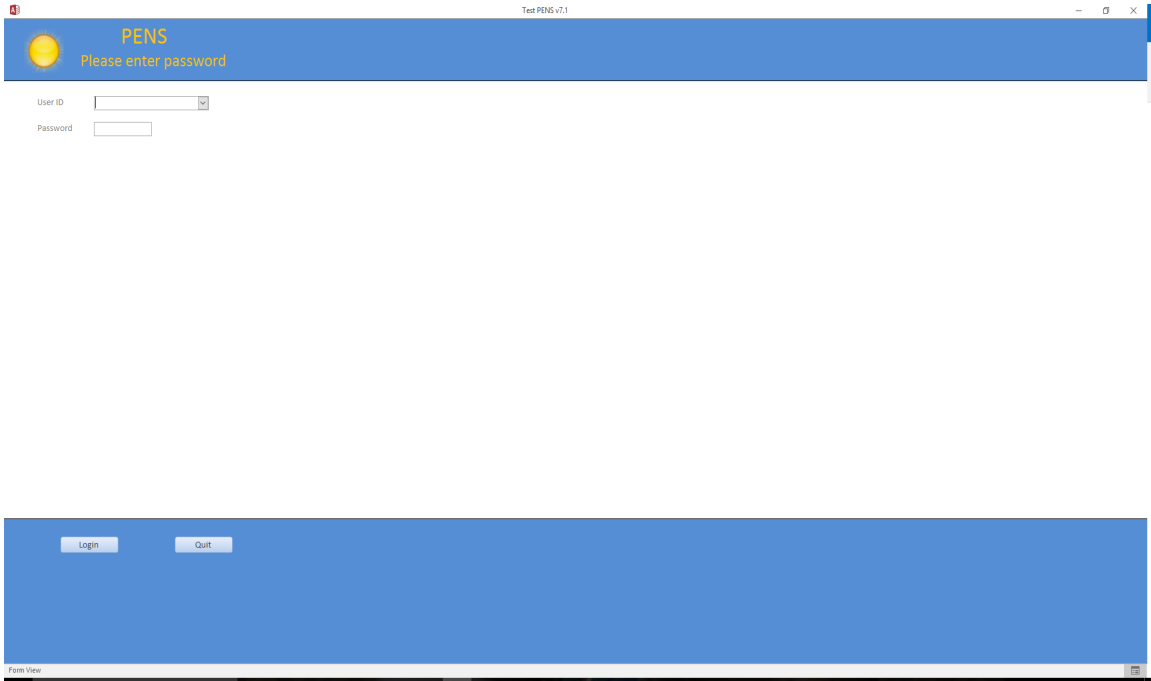 Test PENS v7.1
PENS
Please enter password
User ID
Password
Login
Quit
Form View